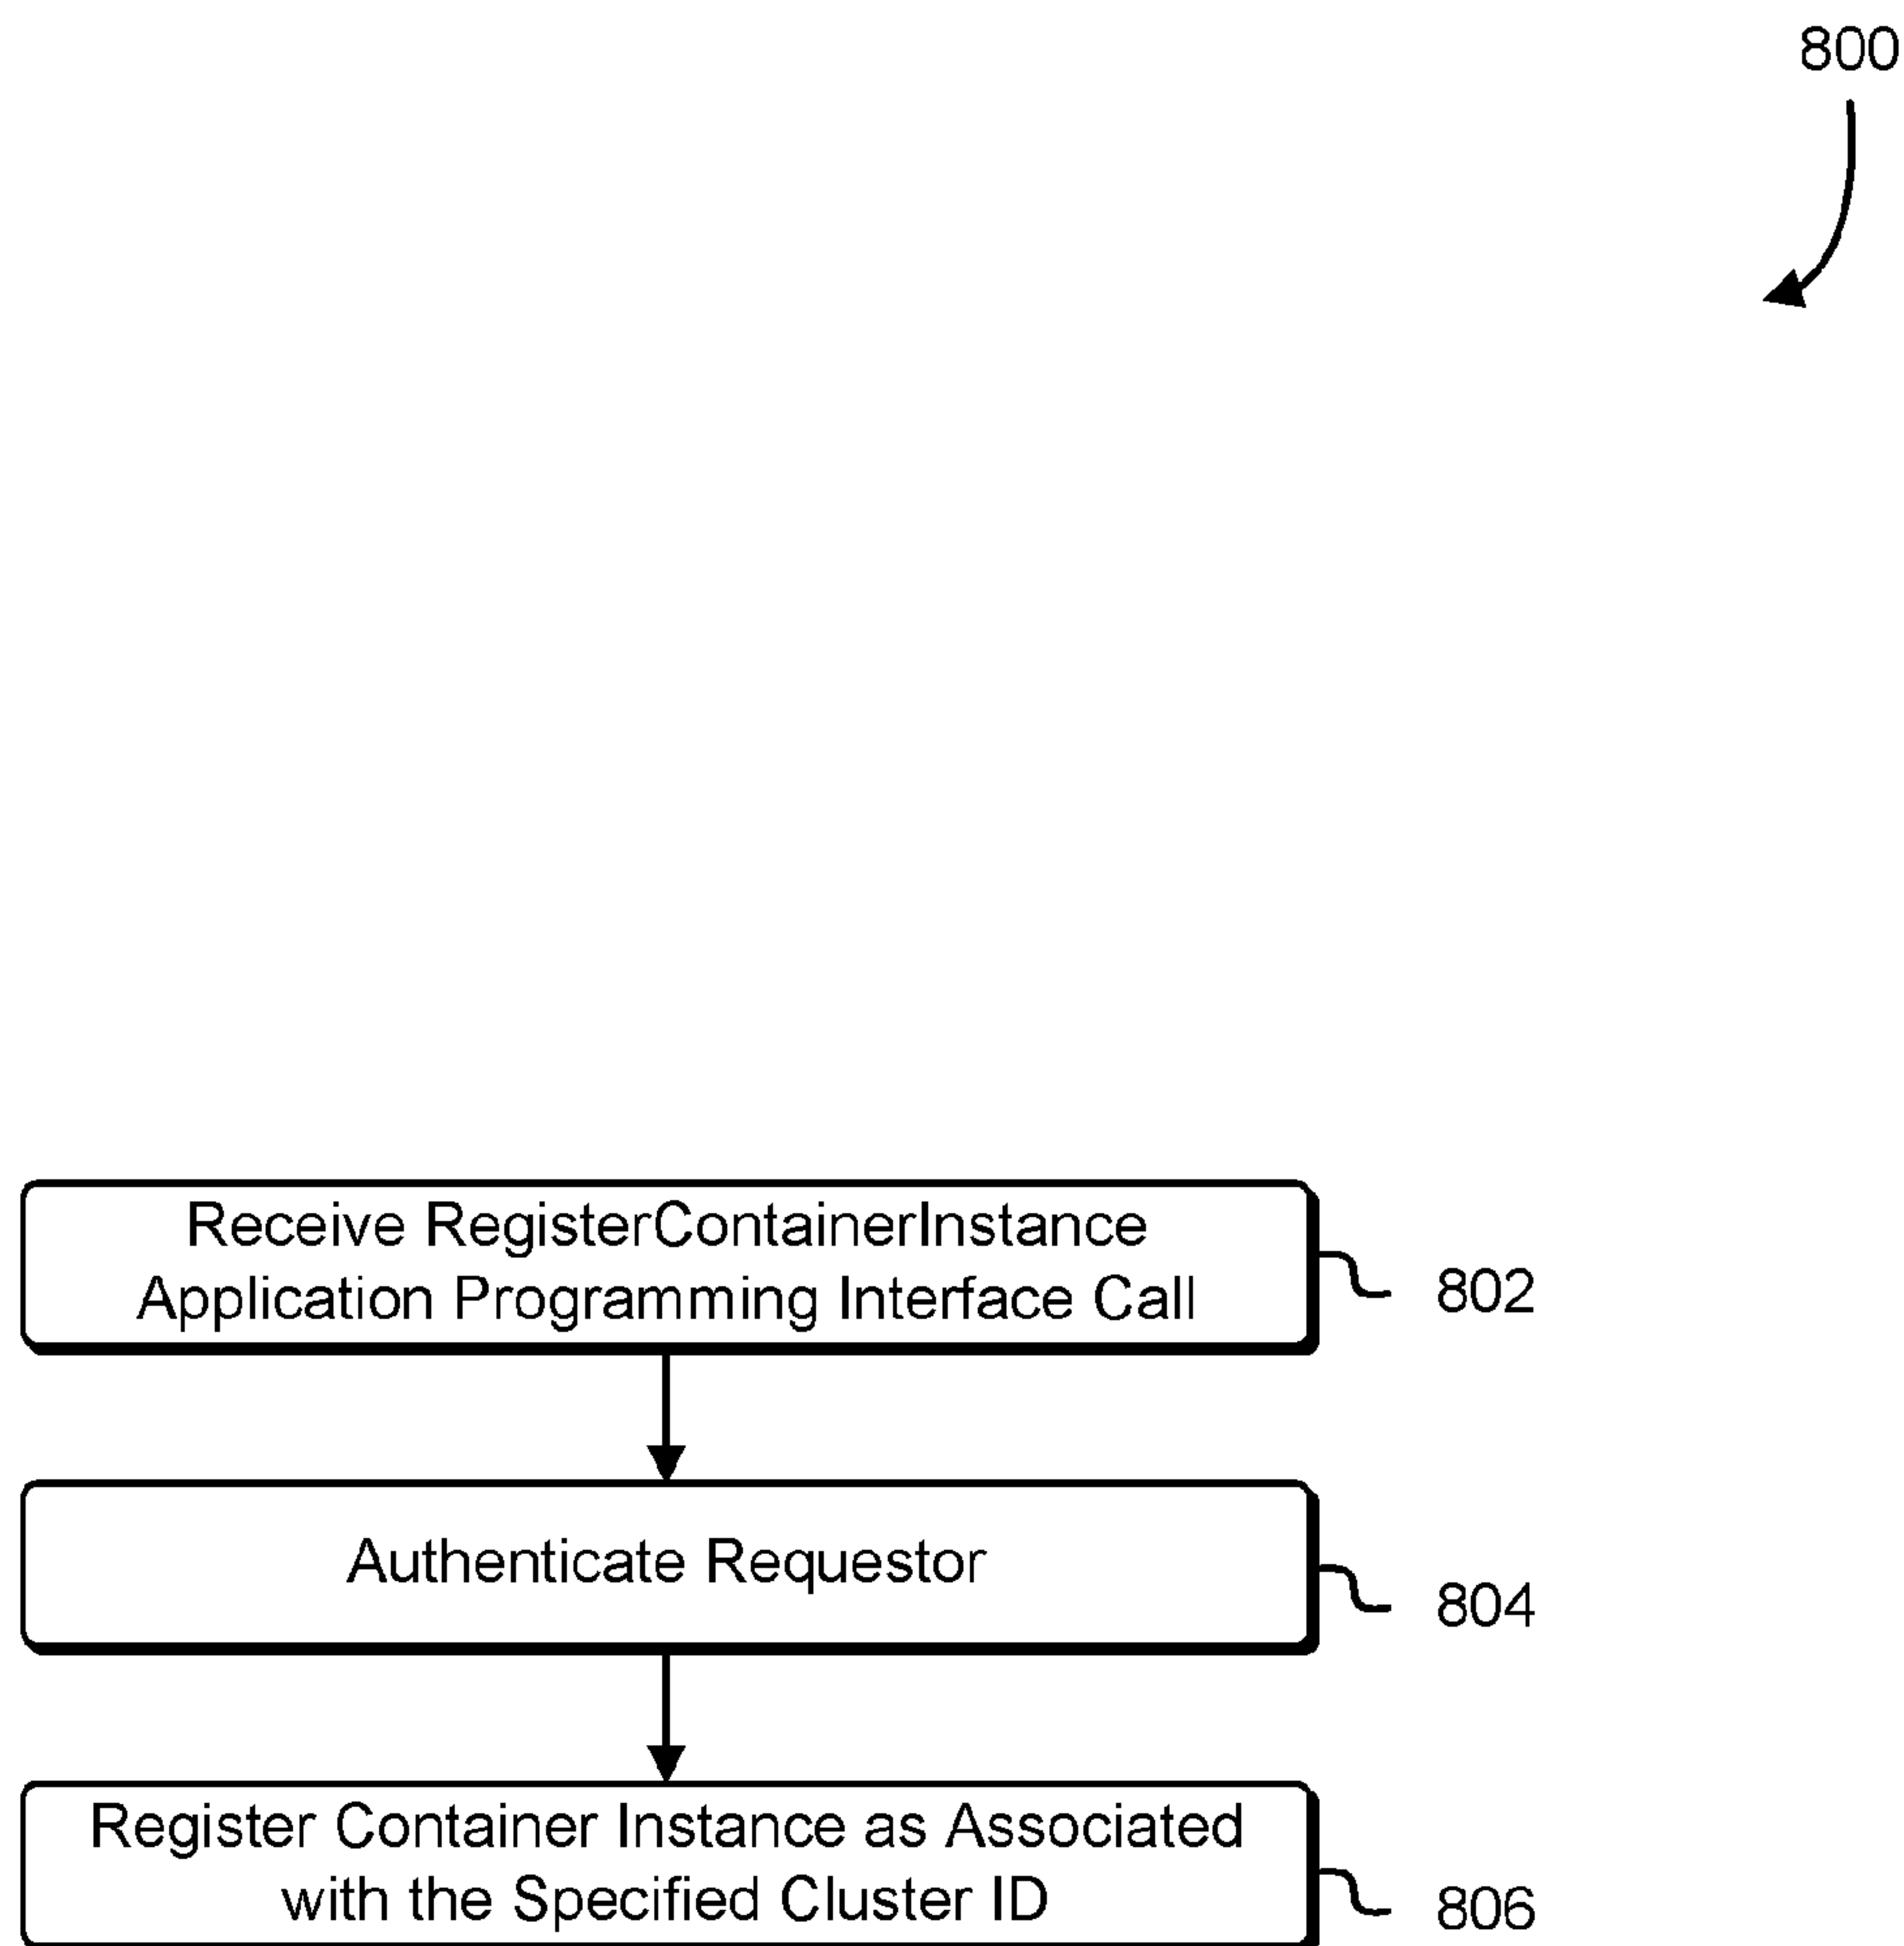 800
Receive RegisterContainerInstance
Application Programming Interface Call
802
Authenticate Requestor
804
Register Container Instance as Associated
with the Specified Cluster ID
806